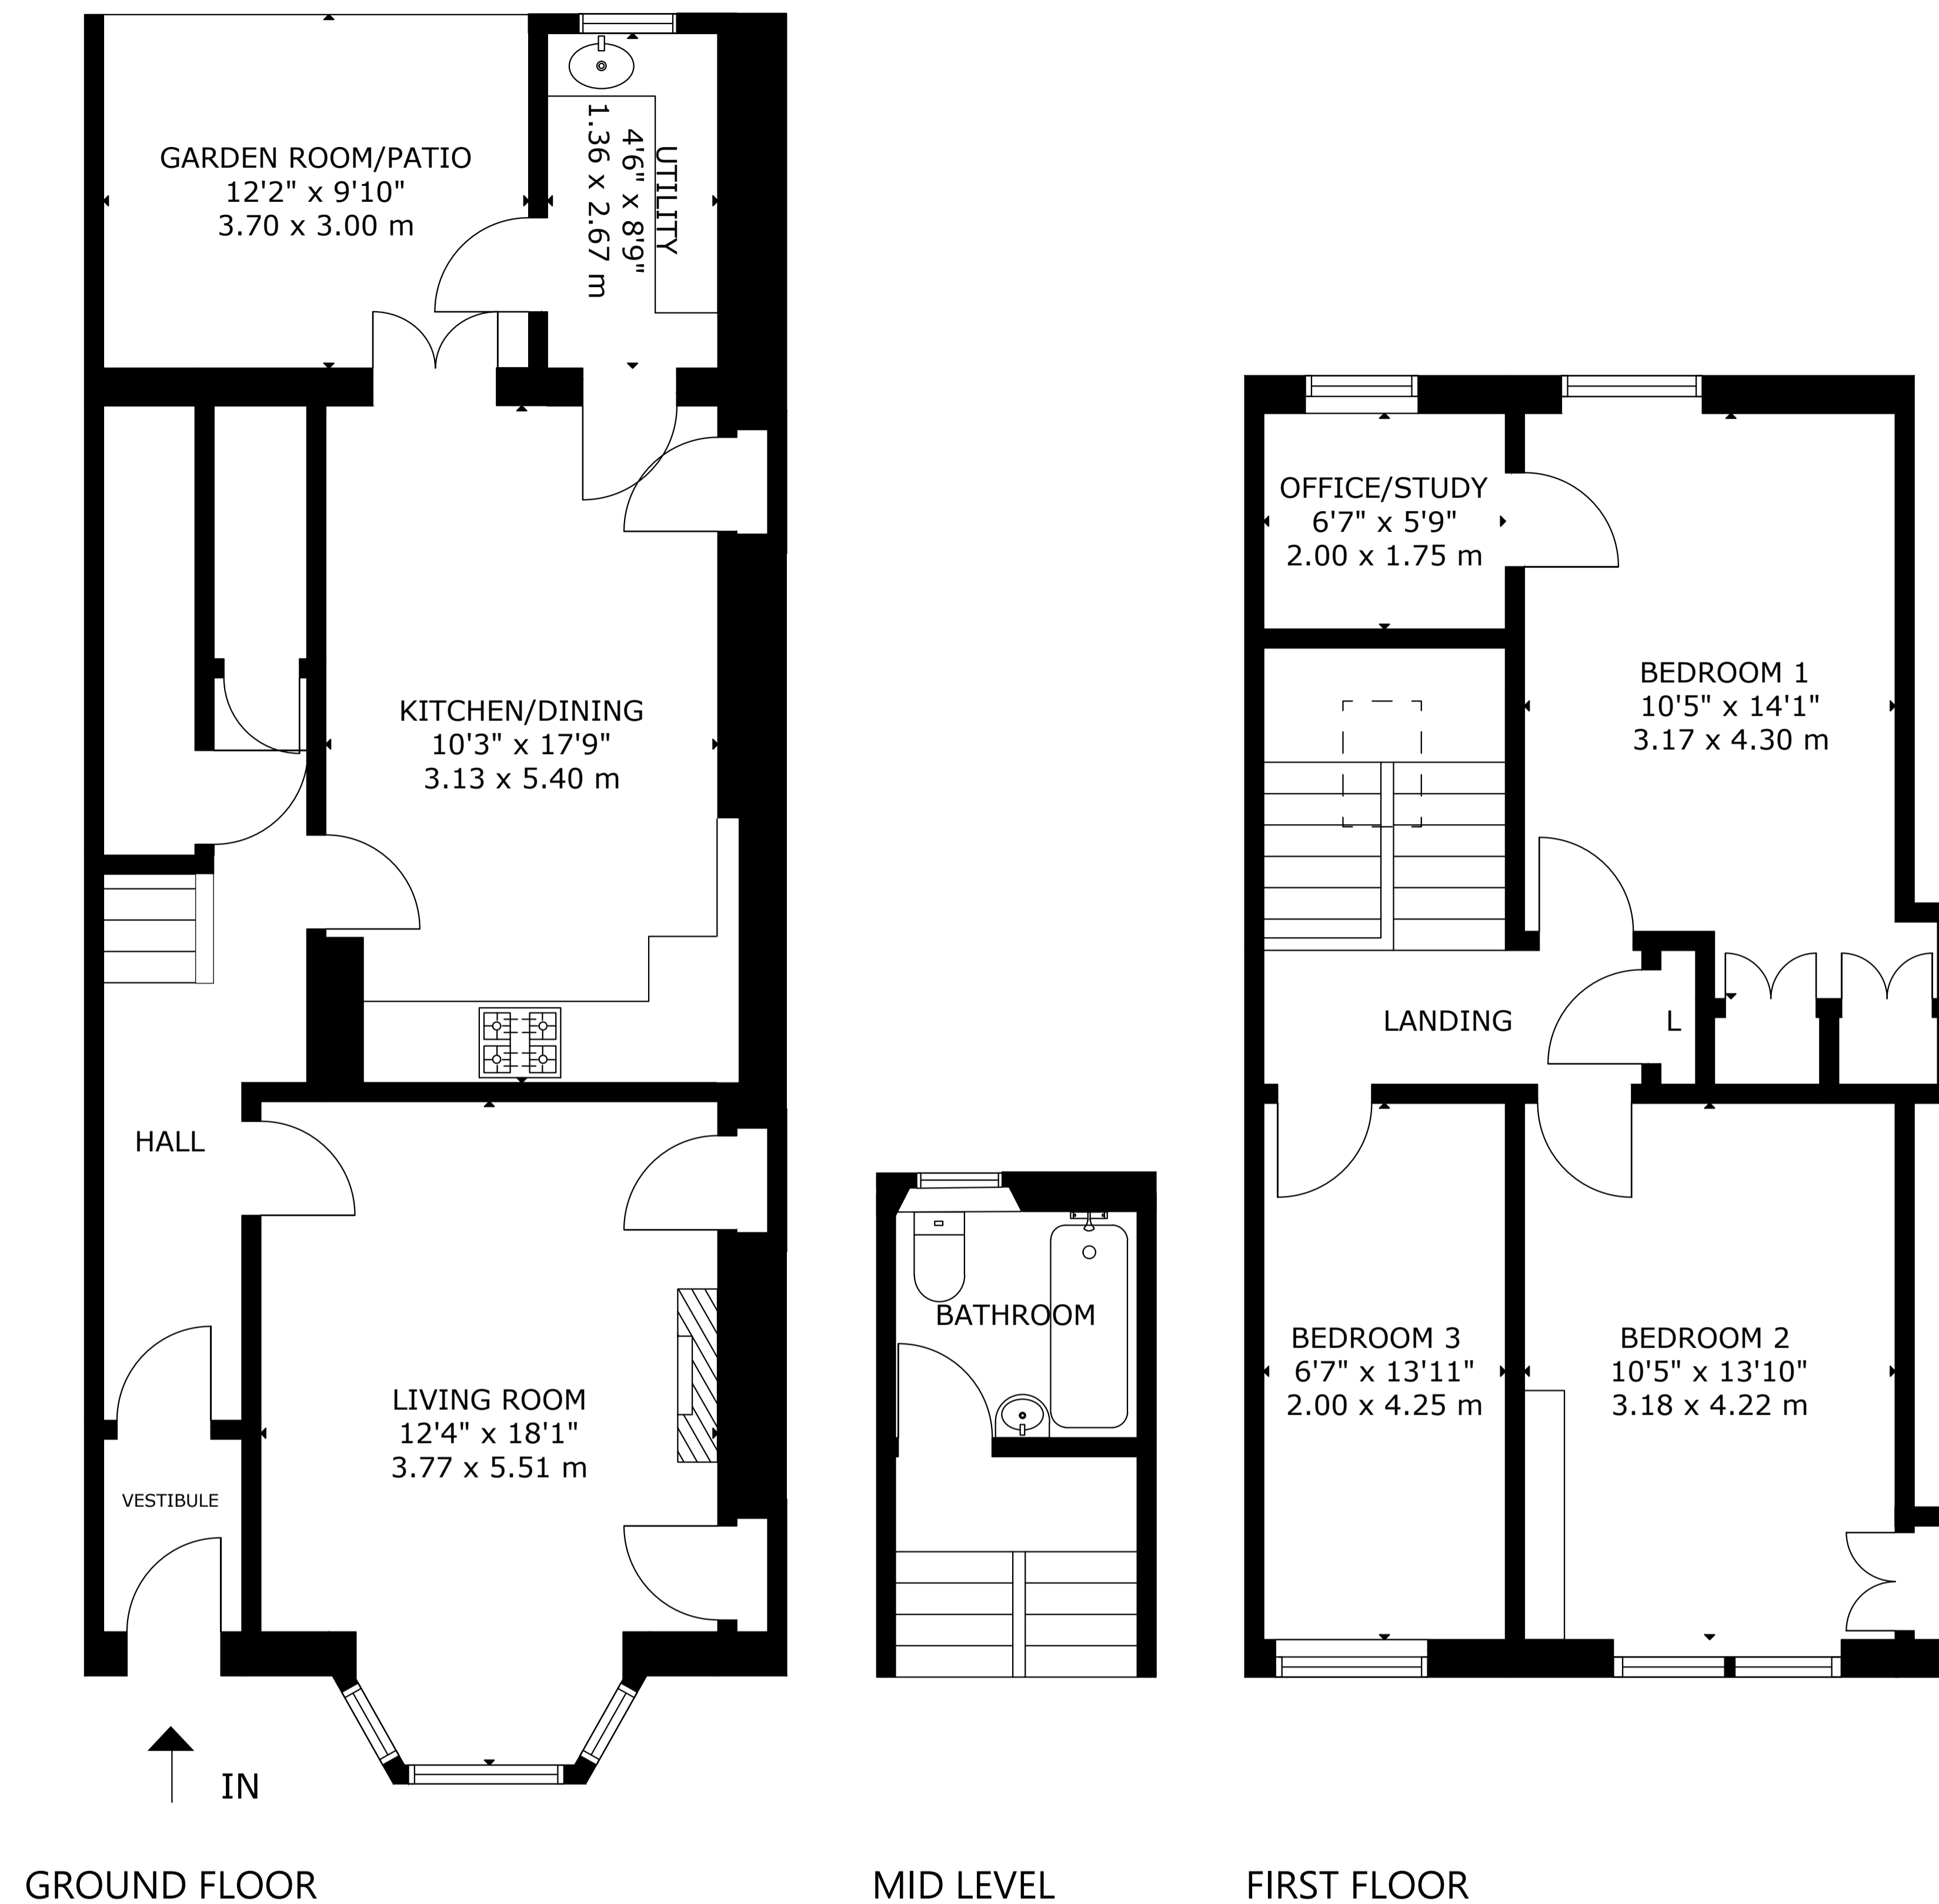 GARDEN ROOM/PATIO
12'2" x 9'10"
3.70 x 3.00 m
UTILITY
4'6" x 8'9"
1.36 x 2.67 m
KITCHEN/DINING
10'3" x 17'9"
3.13 x 5.40 m
HALL
LIVING ROOM
12'4" x 18'1"
3.77 x 5.51 m
VESTIBULE
IN
GROUND FLOOR
BATHROOM
MID LEVEL
OFFICE/STUDY
6'7" x 5'9"
2.00 x 1.75 m
BEDROOM 1
10'5" x 14'1"
3.17 x 4.30 m
LANDING
L
BEDROOM 3
6'7" x 13'11"
2.00 x 4.25 m
BEDROOM 2
10'5" x 13'10"
3.18 x 4.22 m
FIRST FLOOR